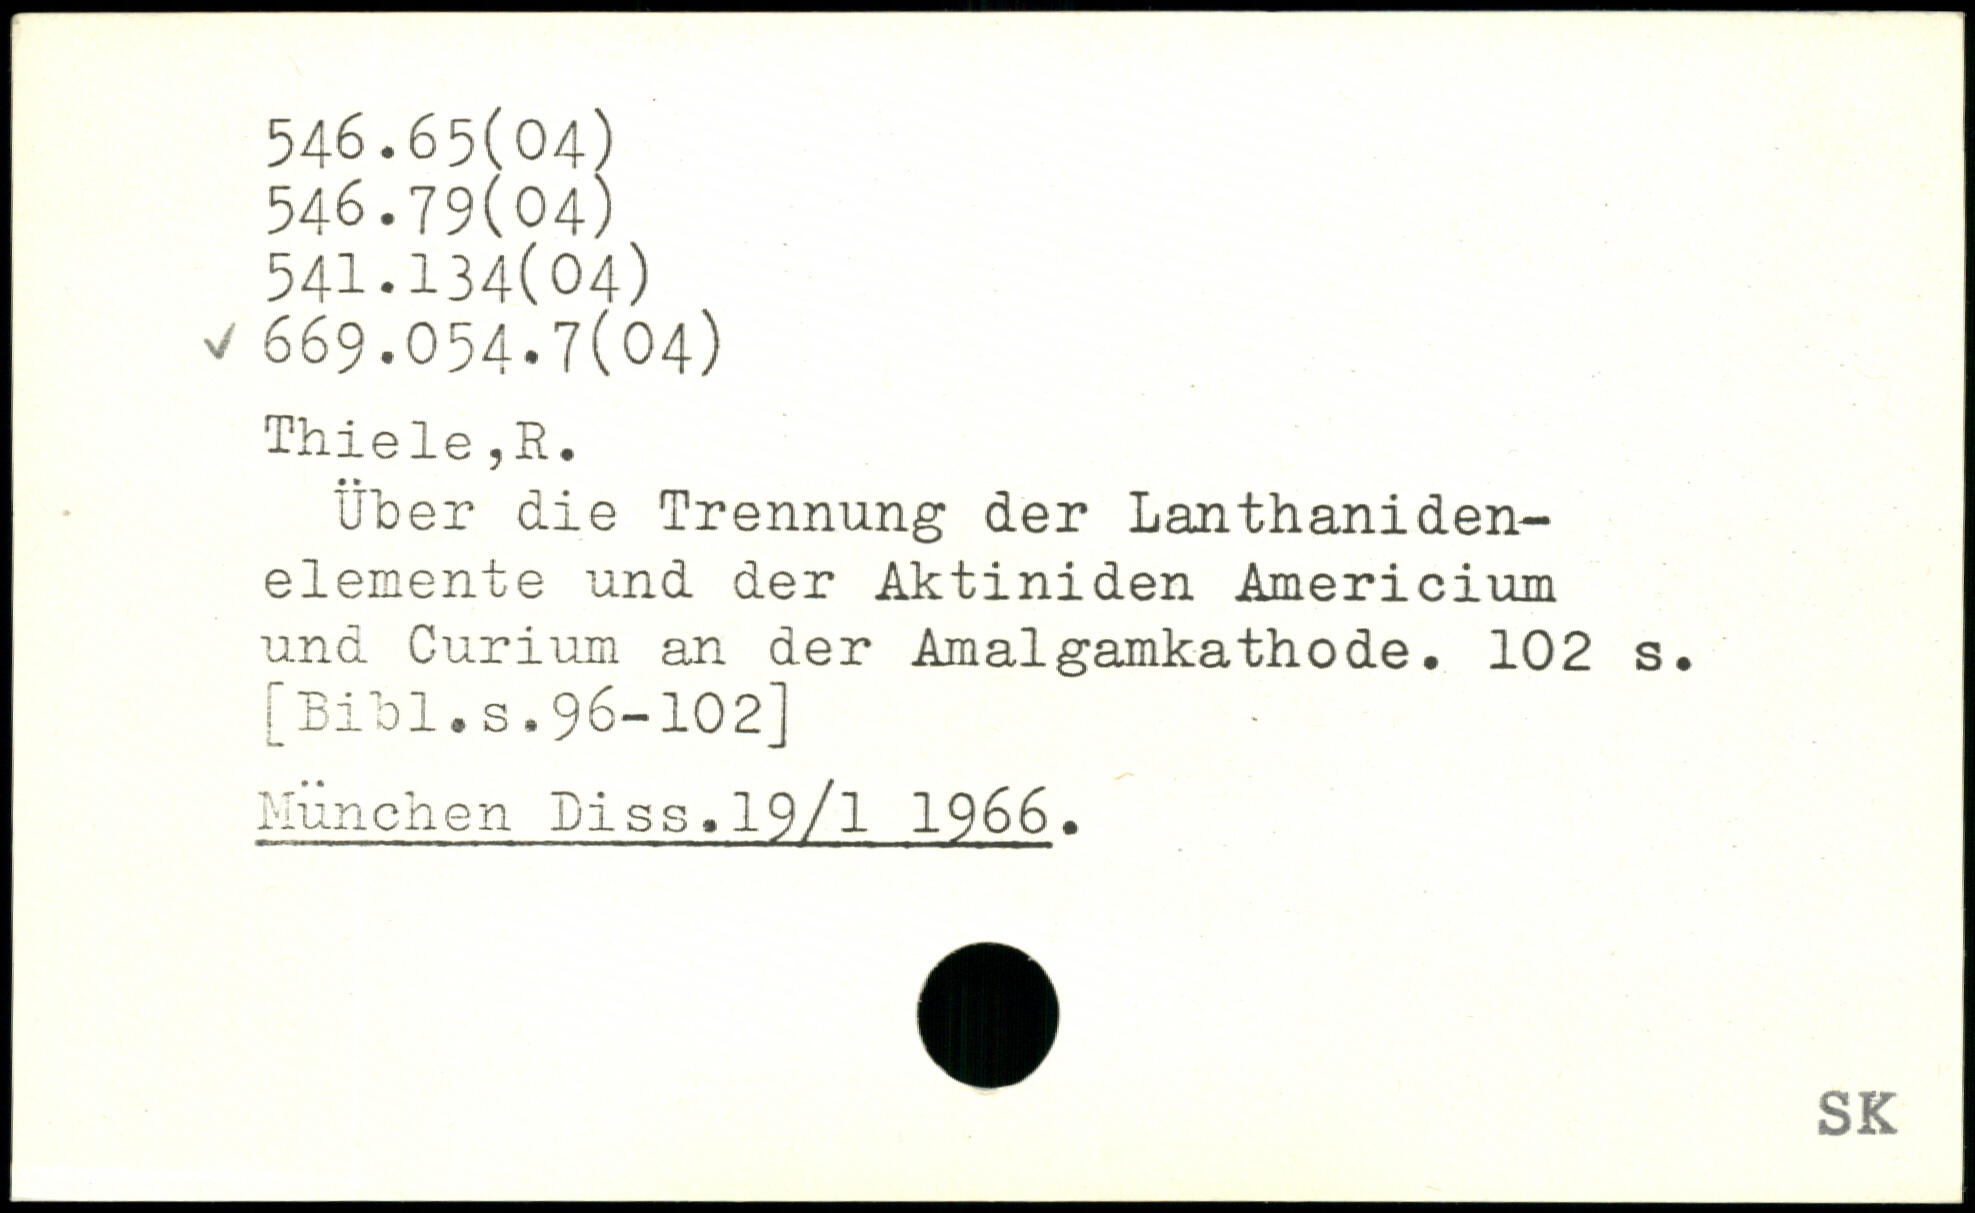 546.65(04)
546.79(04)
541.134(04)
✓ 669.054.7(04)
Thiele,R.
Über die Trennung der Lanthaniden-
elemente und der Aktiniden Americium
und Curium an der Amalgamkathode. 102 s.
[Bibl.s.96-102]
München Diss.19/1 1966.
SK